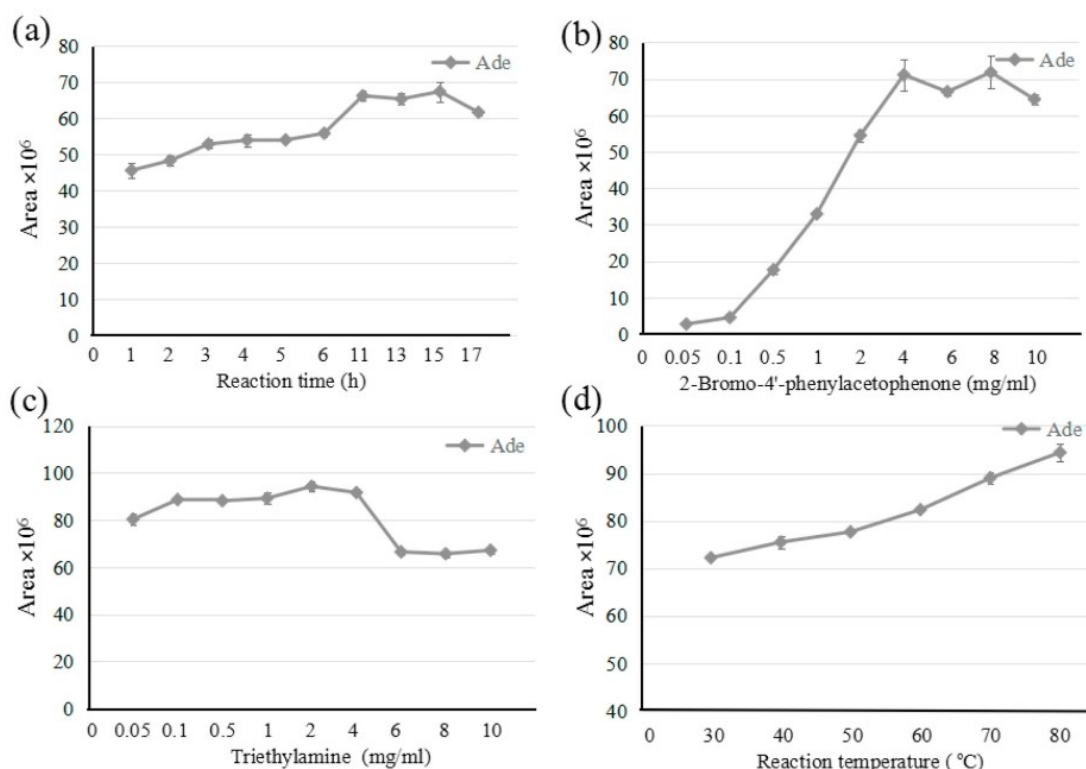 (a)
Ade
80
70
60
50
40
30
20
10
0
Area ×10⁶
0 1 2 3 4 5 6 11 13 15 17
Reaction time (h)
(b)
Ade
80
70
60
50
40
30
20
10
0
Area ×10⁶
0 0.05 0.1 0.5 1 2 4 6 8 10
2-Bromo-4'-phenylacetophenone (mg/ml)
(c)
Ade
120
100
80
60
40
20
0
Area ×10⁶
0 0.05 0.1 0.5 1 2 4 6 8 10
Triethylamine (mg/ml)
(d)
Ade
100
90
80
70
60
50
40
Area ×10⁶
0 30 40 50 60 70 80
Reaction temperature ( °C)